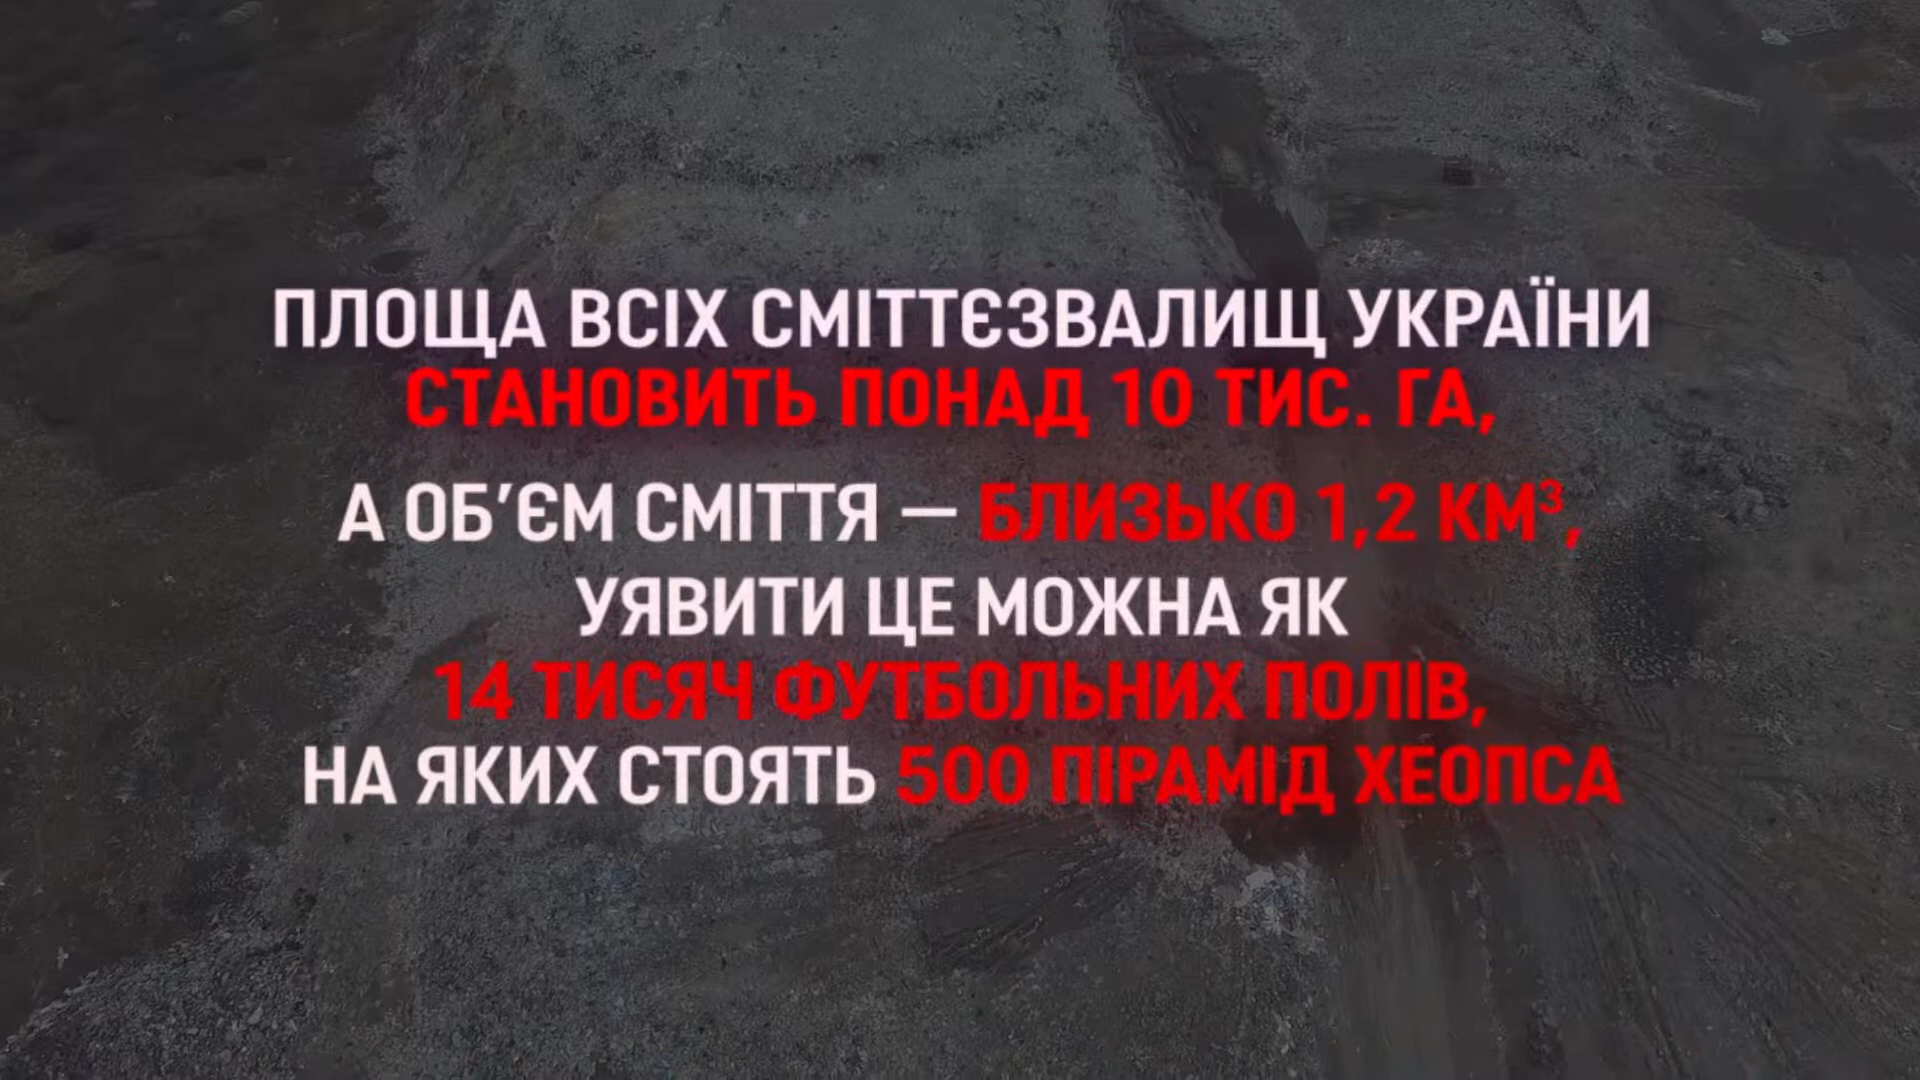 ПЛОЩА ВСІХ СМІТТЄЗВАЛИЩ УКРАЇНИ
СТАНОВИТЬ ПОНАД 10 ТИС. ГА,
А ОБ’ЄМ СМІТТЯ — БЛИЗЬКО 1,2 КМ³,
УЯВИТИ ЦЕ МОЖНА ЯК
14 ТИСЯЧ ФУТБОЛЬНИХ ПОЛІВ,
НА ЯКИХ СТОЯТЬ 500 ПІРАМІД ХЕОПСА